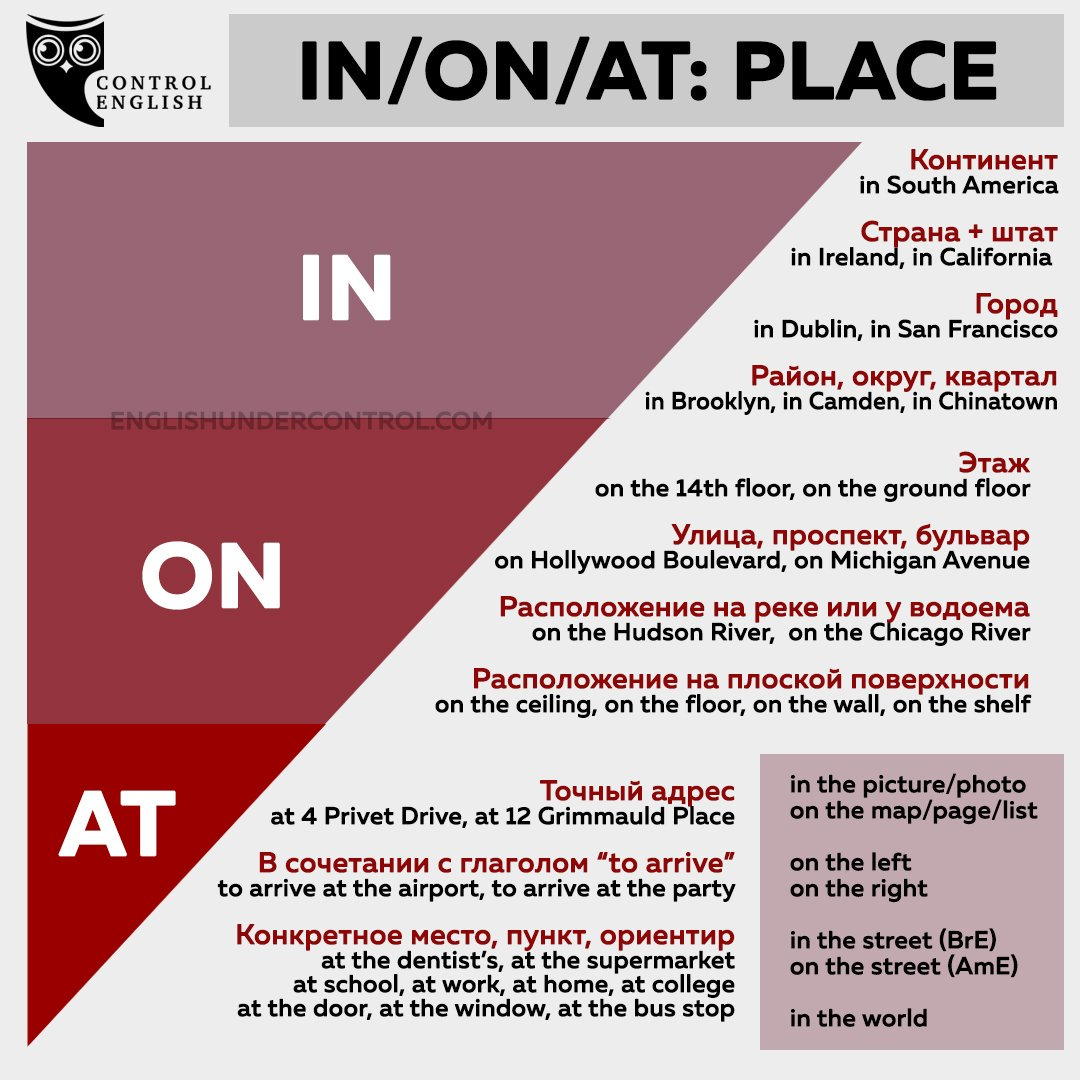 CONTROL
ENGLISH
IN/ON/AT: PLACE
IN
Континент
in South America
Страна + штат
in Ireland, in California
Город
in Dublin, in San Francisco
Район, округ, квартал
in Brooklyn, in Camden, in Chinatown
ENGLISHUNDERCONTROL.COM
ON
Этаж
on the 14th floor, on the ground floor
Улица, проспект, бульвар
on Hollywood Boulevard, on Michigan Avenue
Расположение на реке или у водоема
on the Hudson River, on the Chicago River
Расположение на плоской поверхности
on the ceiling, on the floor, on the wall, on the shelf
AT
Точный адрес
at 4 Privet Drive, at 12 Grimmauld Place
В сочетании с глаголом “to arrive”
to arrive at the airport, to arrive at the party
Конкретное место, пункт, ориентир
at the dentist’s, at the supermarket
at school, at work, at home, at college
at the door, at the window, at the bus stop
in the picture/photo
on the map/page/list
on the left
on the right
in the street (BrE)
on the street (AmE)
in the world